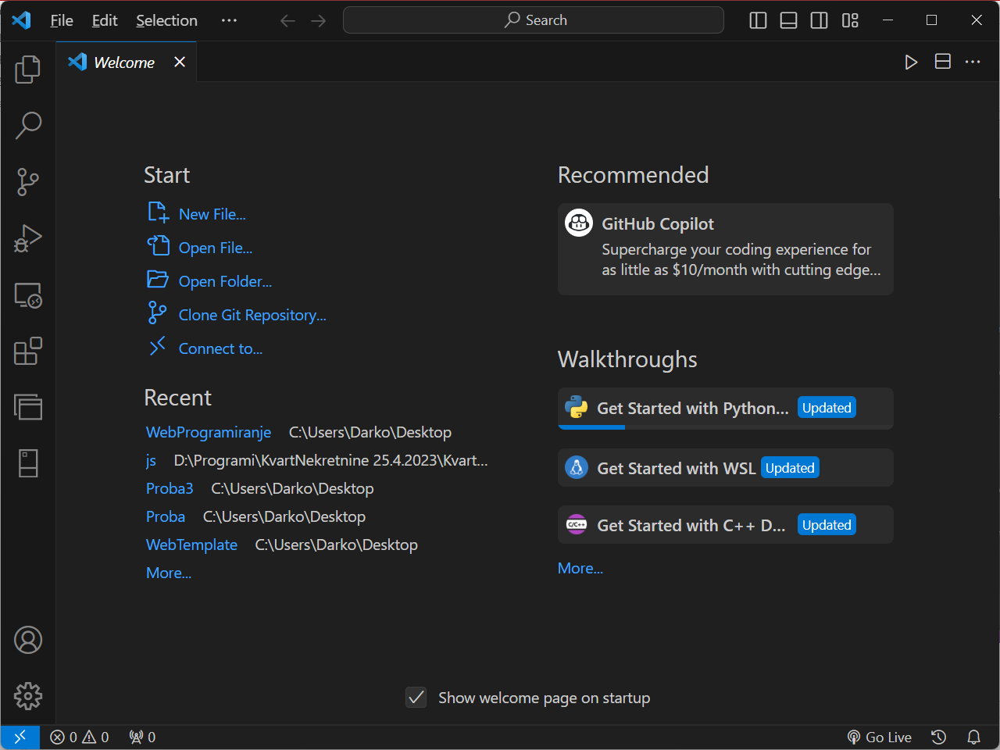 File Edit Selection ···
Search
Welcome
Start
New File...
Open File...
Open Folder...
Clone Git Repository...
Connect to...
Recent
WebProgramiranje C:\Users\Darko\Desktop
js D:\Programi\KvartNekretnine 25.4.2023\Kvart...
Proba3 C:\Users\Darko\Desktop
Proba C:\Users\Darko\Desktop
WebTemplate C:\Users\Darko\Desktop
More...
Recommended
GitHub Copilot
Supercharge your coding experience for
as little as $10/month with cutting edge...
Walkthroughs
Get Started with Python... Updated
Get Started with WSL Updated
C/C++ Get Started with C++ D... Updated
More...
Show welcome page on startup
0 0 0 Go Live